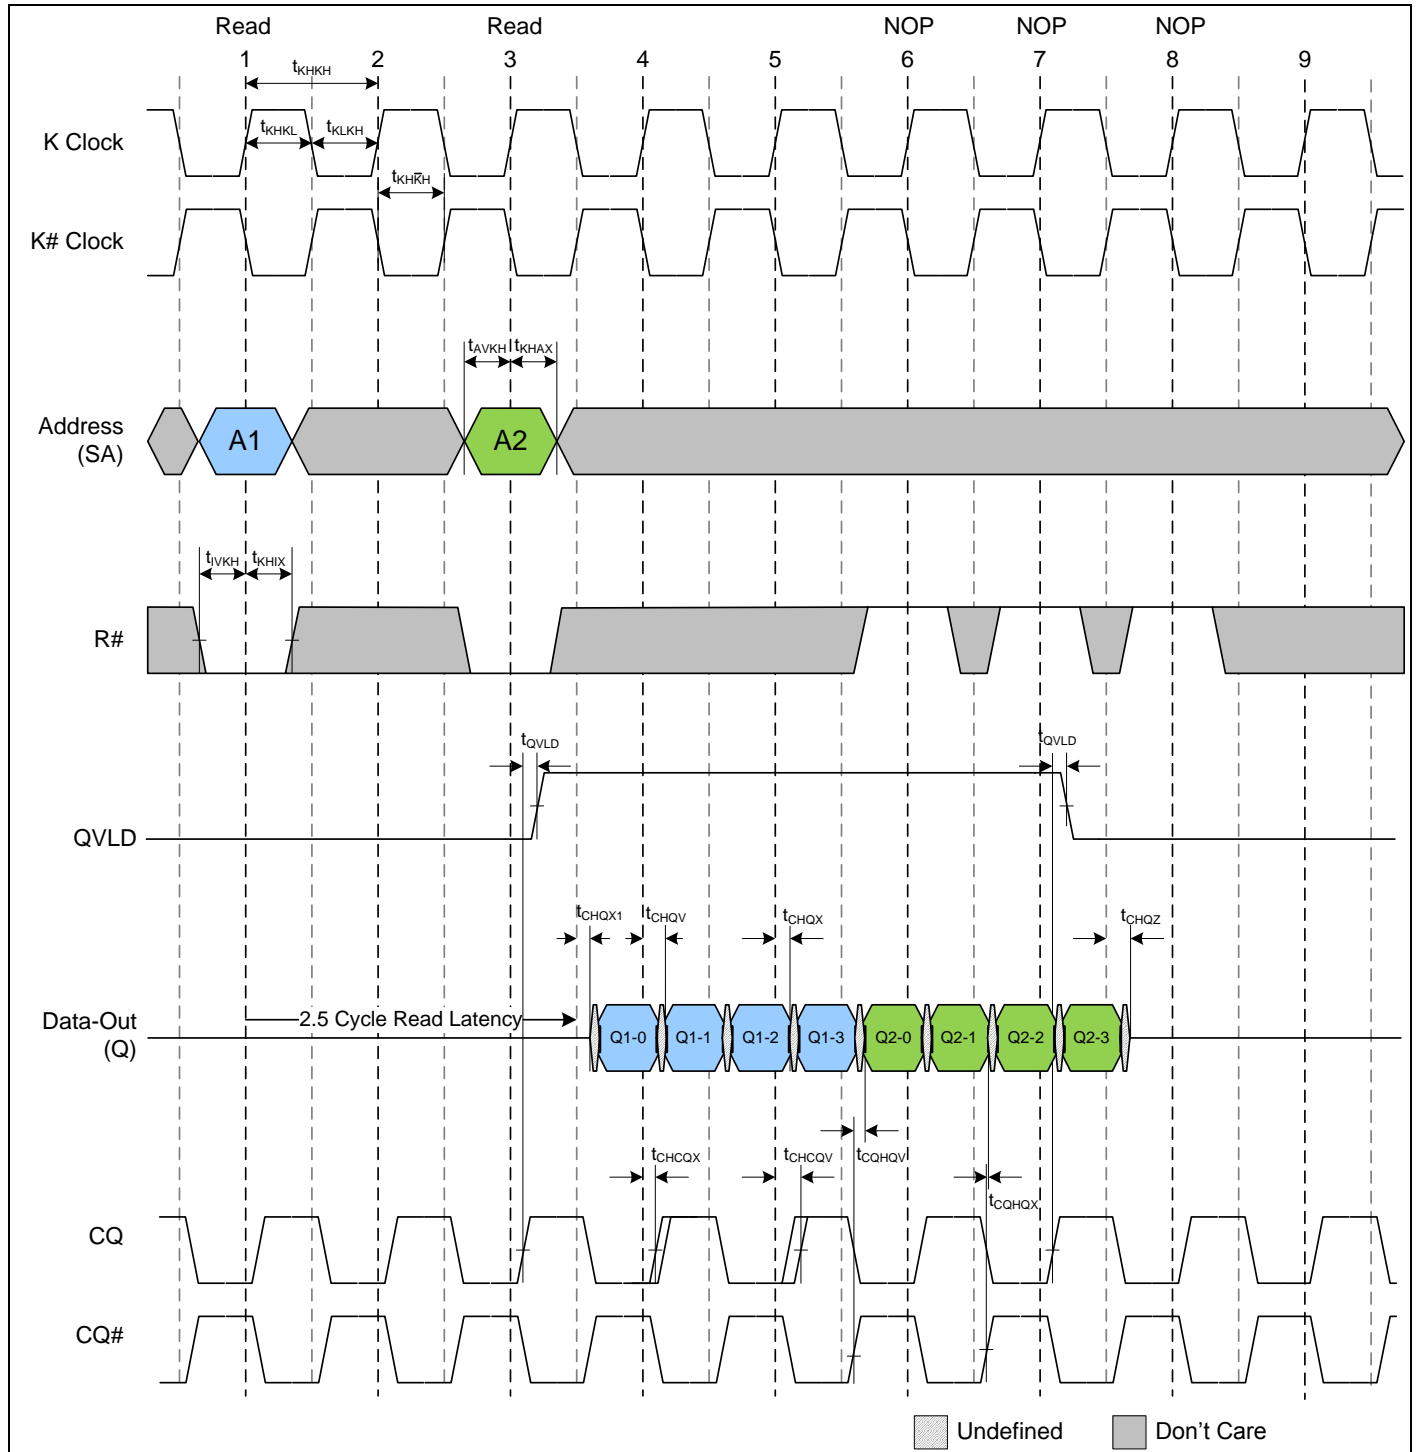 Read Read NOP NOP NOP
1 2 3 4 5 6 7 8 9
tKHKH
K Clock
tKHKL tKLKH
tKHK̅H
K# Clock
tAVKH tKHAX
Address
(SA)
A1 A2
tIVKH tKHIX
R#
tQVLD tQVLD
QVLD
tCHQX1 tCHQV tCHQX tCHQZ
Data-Out
(Q)
2.5 Cycle Read Latency
Q1-0 Q1-1 Q1-2 Q1-3 Q2-0 Q2-1 Q2-2 Q2-3
tCHCQX tCHCQV tCQHQV
tCQHQX
CQ
CQ#
Undefined Don't Care